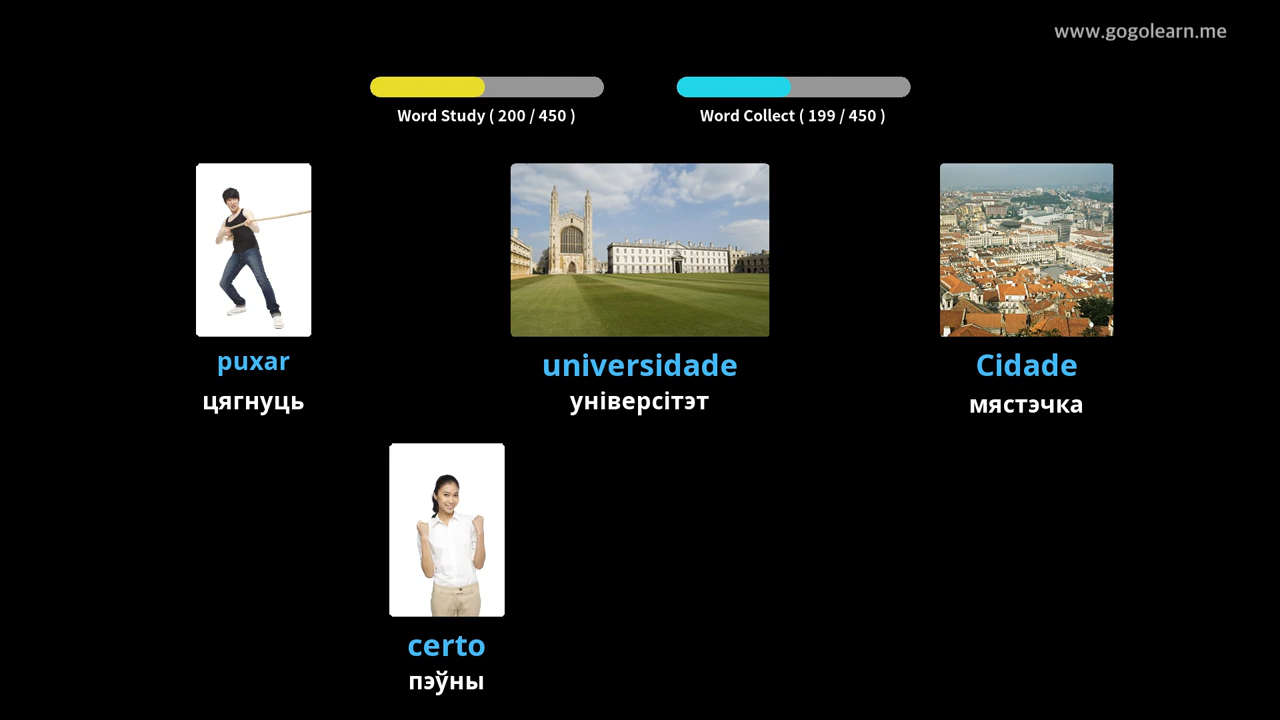 www.gogolearn.me
Word Study ( 200 / 450 )
Word Collect ( 199 / 450 )
puxar
цягнуць
universidade
універсітэт
Cidade
мястэчка
certo
пэўны